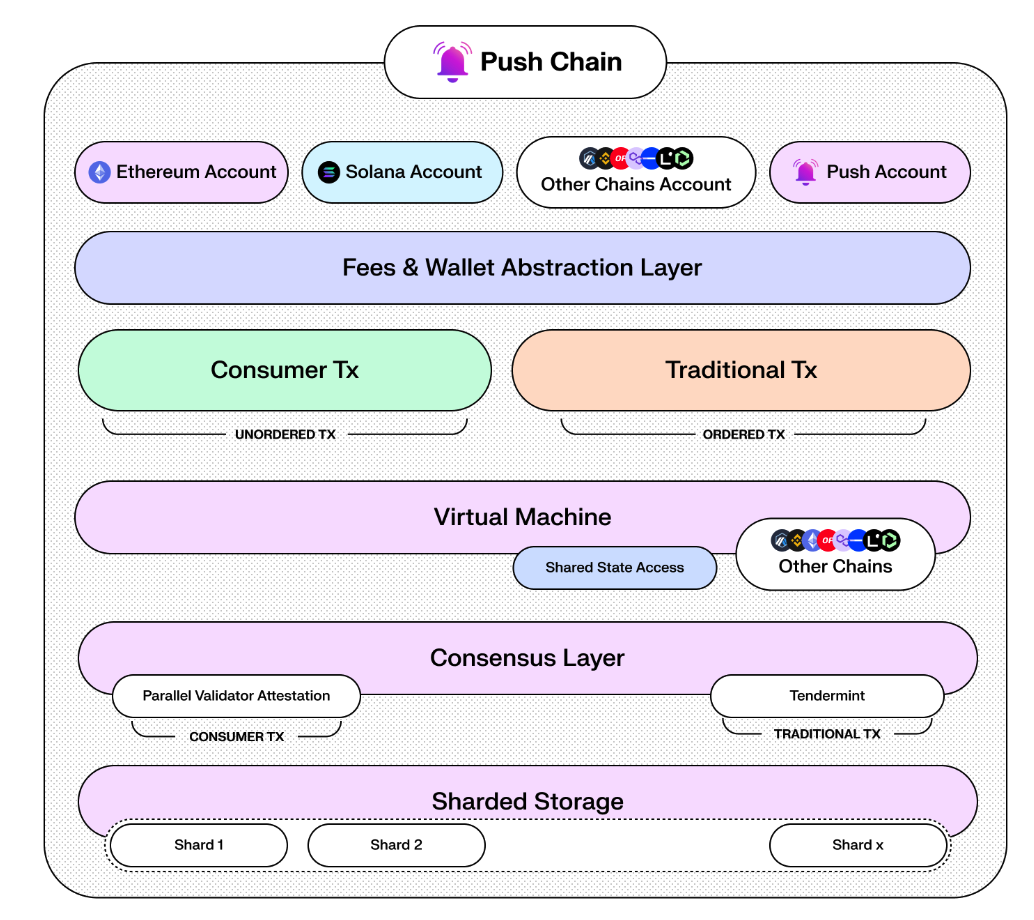 Push Chain
Ethereum Account
Solana Account
OP
Other Chains Account
Push Account
Fees & Wallet Abstraction Layer
Consumer Tx
Traditional Tx
UNORDERED TX
ORDERED TX
Virtual Machine
Shared State Access
OP
Other Chains
Consensus Layer
Parallel Validator Attestation
Tendermint
CONSUMER TX
TRADITIONAL TX
Sharded Storage
Shard 1
Shard 2
Shard x